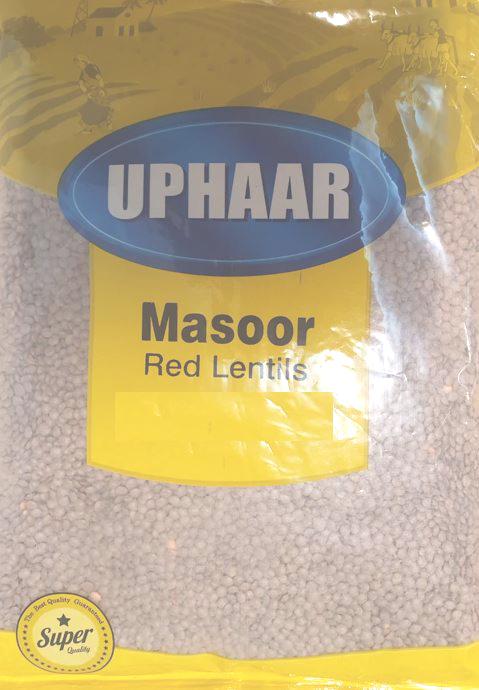 UPHAAR
Masoor
Red Lentils
The Best Quality Guaranteed
Super
Quality